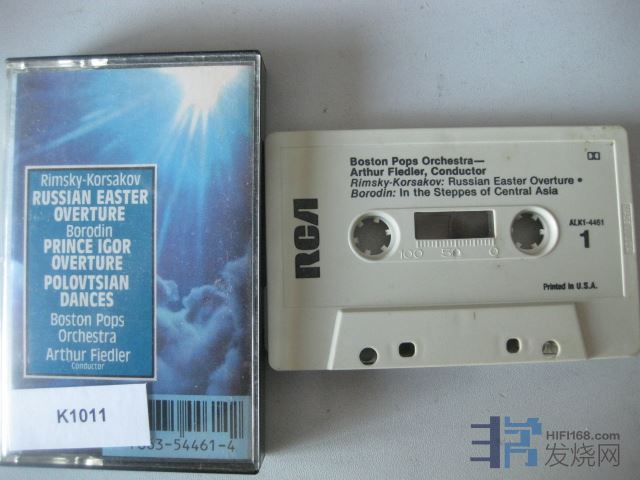 Rimsky-Korsakov
RUSSIAN EASTER
OVERTURE
Borodin
PRINCE IGOR
OVERTURE
POLOVTSIAN
DANCES
Boston Pops
Orchestra
Arthur Fiedler
Conductor
K1011
54461-4
RCA
Boston Pops Orchestra—
Arthur Fiedler, Conductor
Rimsky-Korsakov: Russian Easter Overture •
Borodin: In the Steppes of Central Asia
ALK1-4461
1
100 50 0
Printed in U.S.A.
HIFI168.com
发烧网